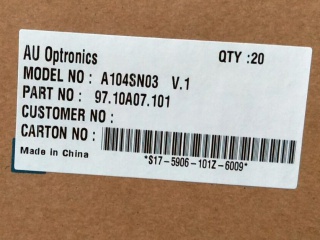 AU Optronics QTY :20
MODEL NO : A104SN03 V.1
PART NO : 97.10A07.101
CUSTOMER NO :
CARTON NO :
*S17-5906-101Z-6009*
Made in China